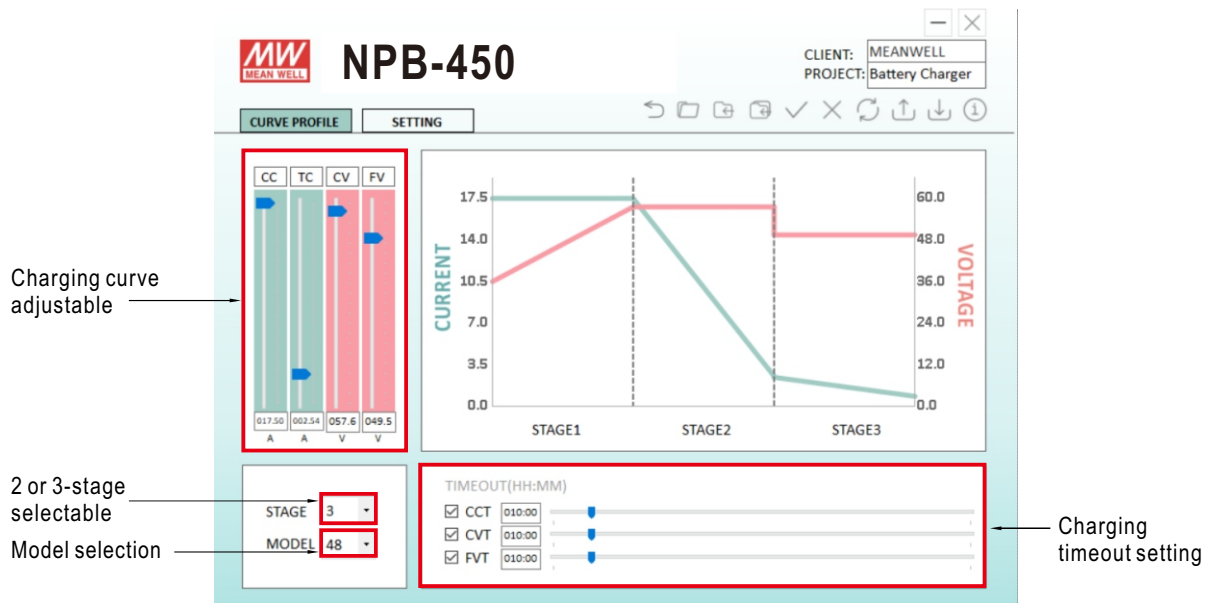 MW
MEAN WELL
NPB-450
CLIENT: MEANWELL
PROJECT: Battery Charger
CURVE PROFILE
SETTING
CC TC CV FV
017.50 002.54 057.6 049.5
A A V V
Charging curve
adjustable
CURRENT
17.5
14.0
10.5
7.0
3.5
0.0
60.0
48.0
36.0
24.0
12.0
0.0
VOLTAGE
STAGE1 STAGE2 STAGE3
2 or 3-stage
selectable
Model selection
STAGE 3
MODEL 48
TIMEOUT(HH:MM)
CCT 010:00
CVT 010:00
FVT 010:00
Charging
timeout setting